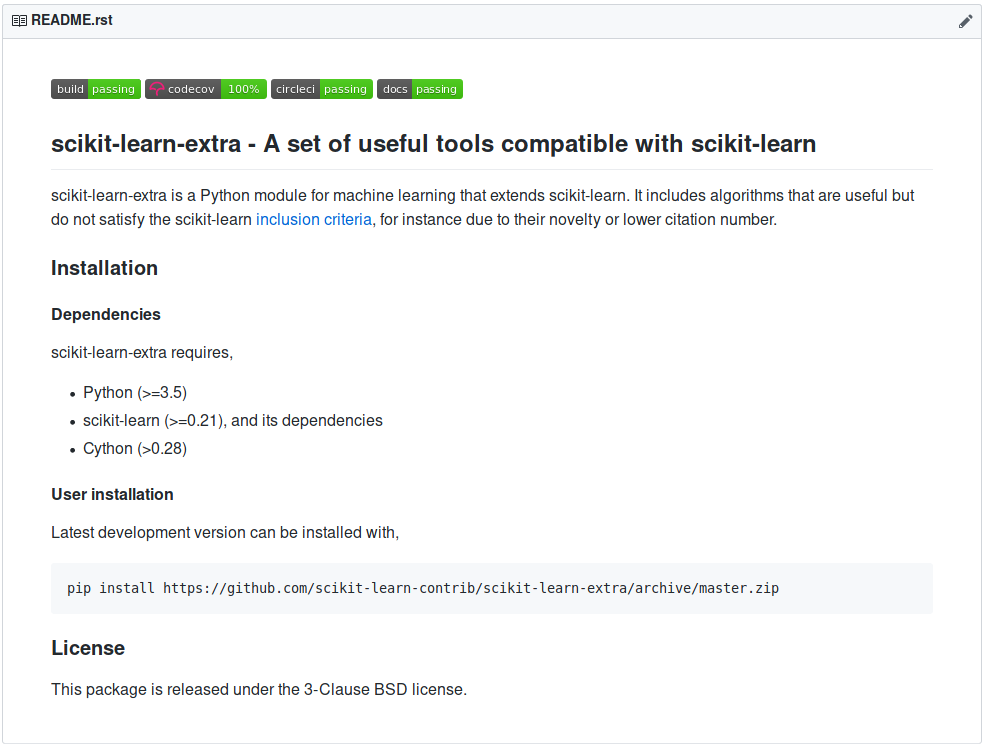 README.rst
build passing codecov 100% circleci passing docs passing
scikit-learn-extra - A set of useful tools compatible with scikit-learn
scikit-learn-extra is a Python module for machine learning that extends scikit-learn. It includes algorithms that are useful but
do not satisfy the scikit-learn inclusion criteria, for instance due to their novelty or lower citation number.
Installation
Dependencies
scikit-learn-extra requires,
• Python (>=3.5)
• scikit-learn (>=0.21), and its dependencies
• Cython (>0.28)
User installation
Latest development version can be installed with,
pip install https://github.com/scikit-learn-contrib/scikit-learn-extra/archive/master.zip
License
This package is released under the 3-Clause BSD license.